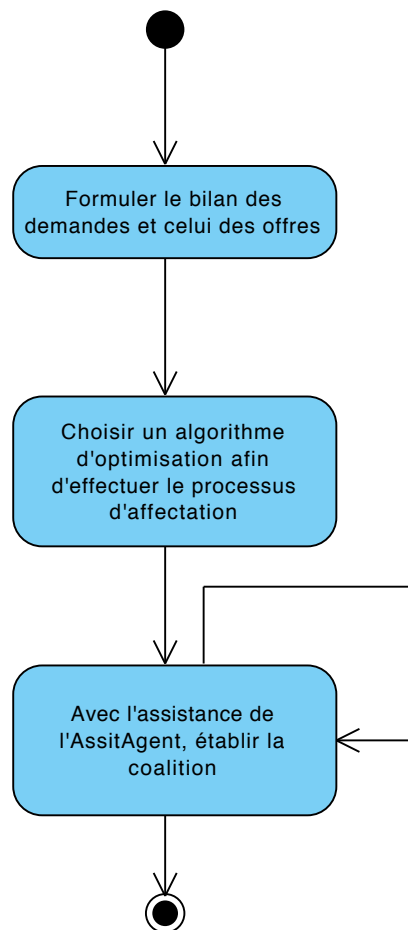 Formuler le bilan des
demandes et celui des offres
Choisir un algorithme
d'optimisation afin
d'effectuer le processus
d'affectation
Avec l'assistance de
l'AssitAgent, établir la
coalition